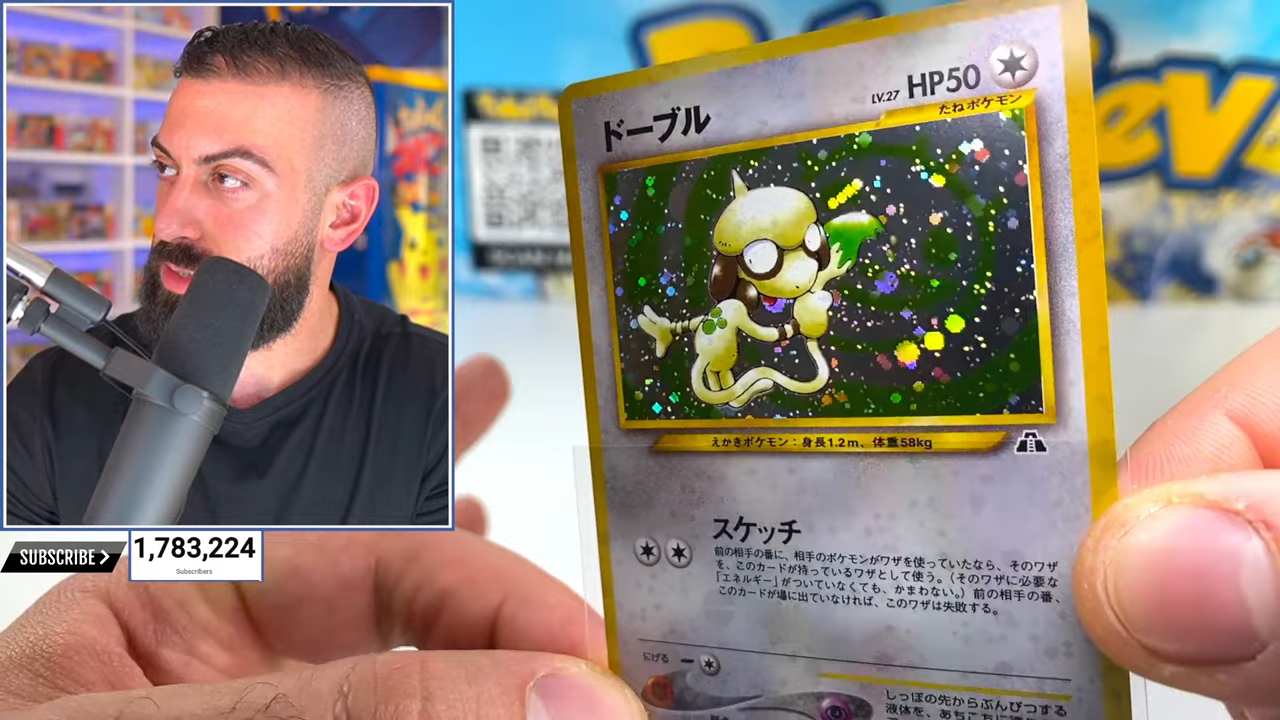 ドーブル
LV.27 HP50
たねポケモン
えかきポケモン：身長1.2m、体重58kg
スケッチ
前の相手の番に、相手のポケモンがワザを使っていたなら、そのワザ
を、このカードが持っているワザとして使う。（そのワザに必要な
「エネルギー」がついていなくても、かまわない。）前の相手の番、
このカードが場に出ていなければ、このワザは失敗する。
にげる
しっぽの先からぶんぴつする
SUBSCRIBE
1,783,224
Subscribers